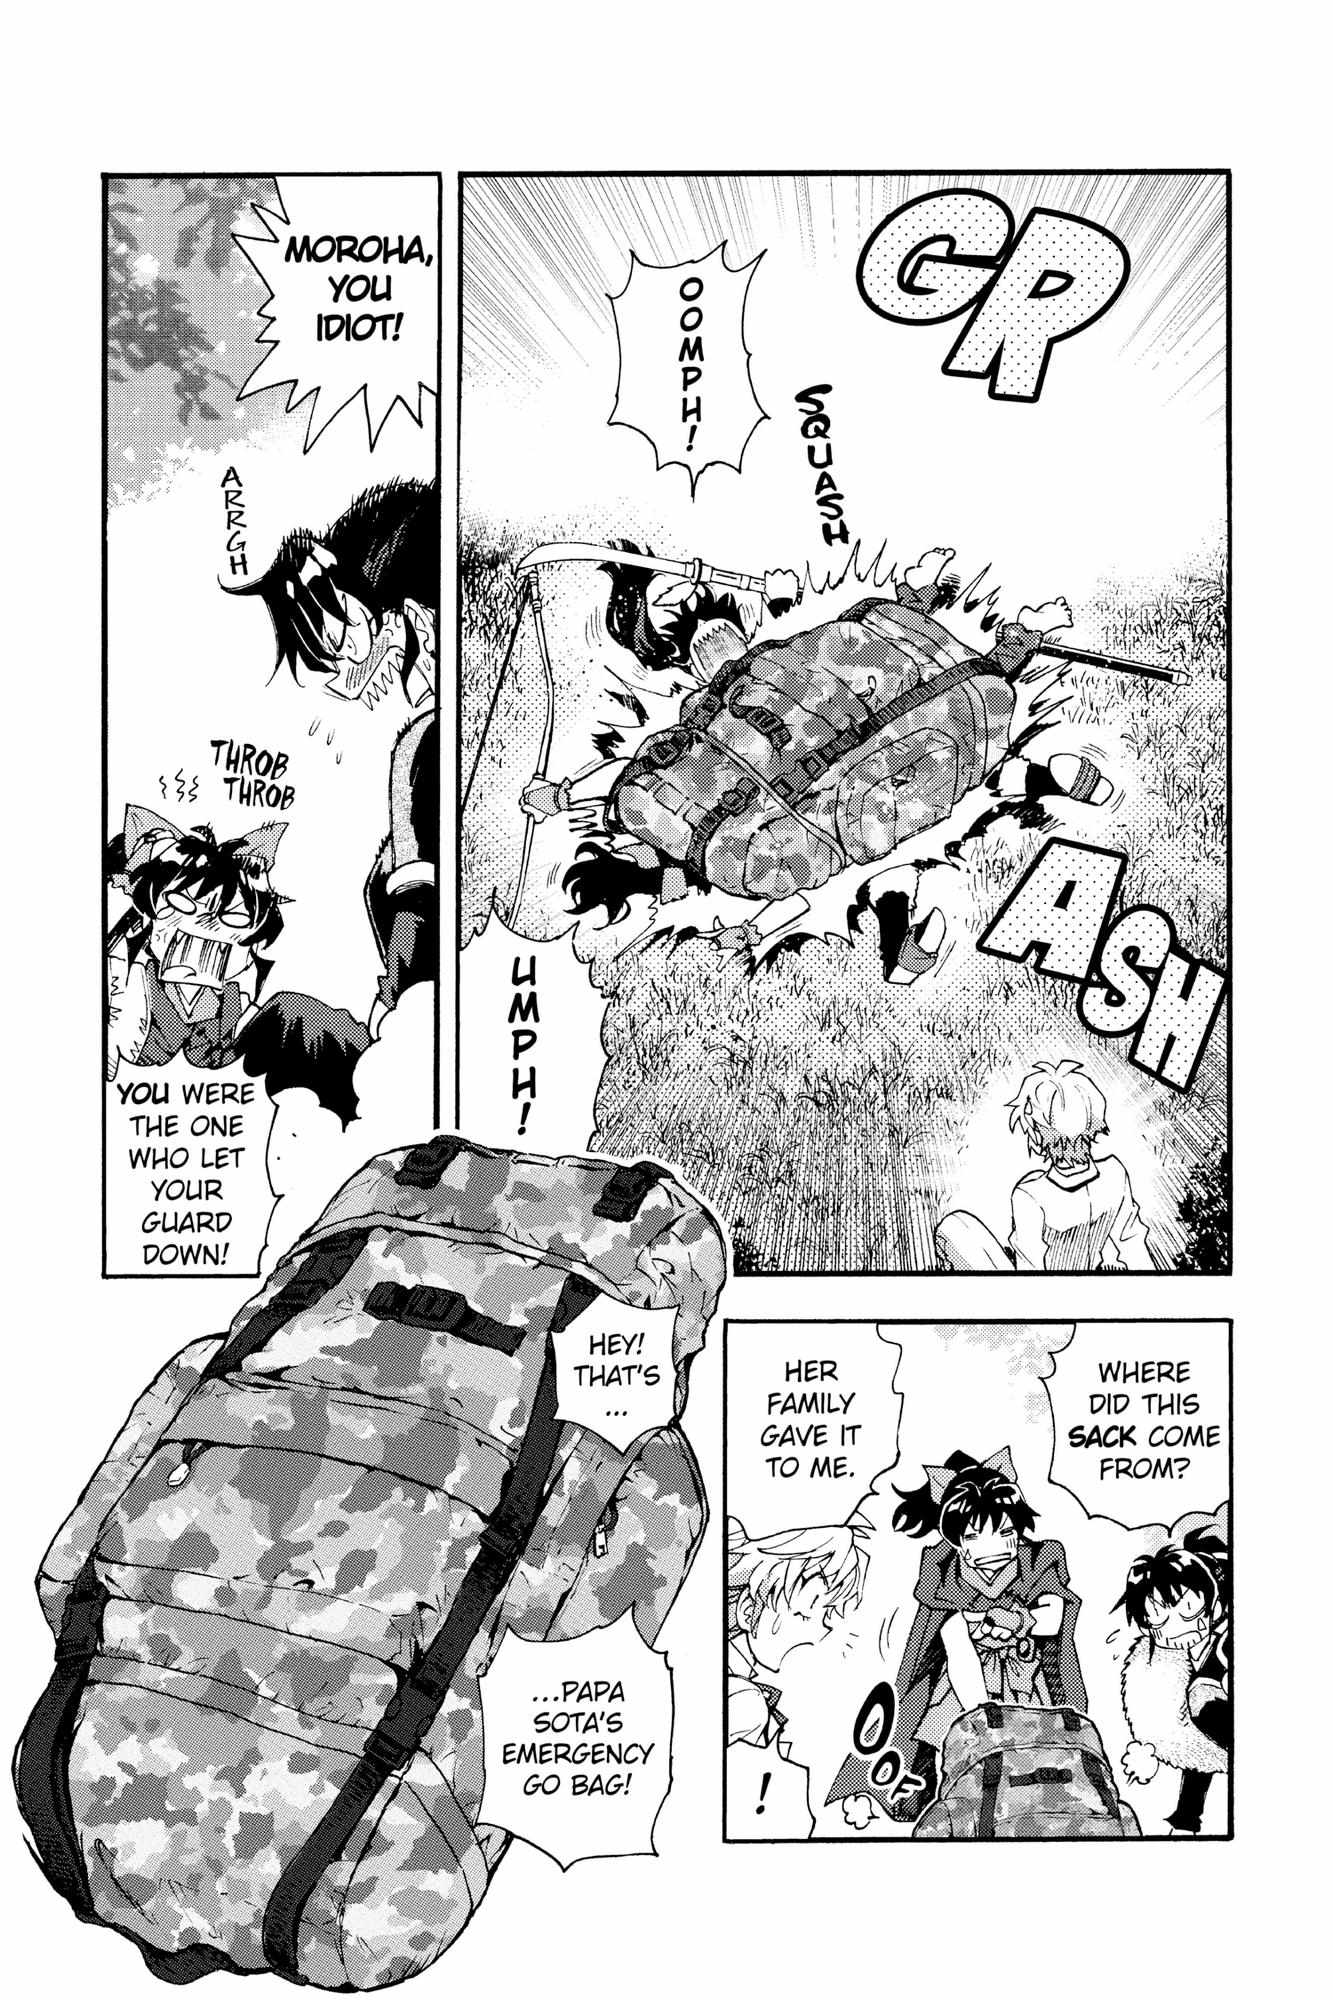 GR
ASH
OOMPH!
SQUASH
UMPH!
MOROHA,
YOU
IDIOT!
ARRGH
THROB
THROB
YOU WERE
THE ONE
WHO LET
YOUR
GUARD
DOWN!
WHERE
DID THIS
SACK COME
FROM?
HER
FAMILY
GAVE IT
TO ME.
OOF
!
HEY!
THAT'S
...
...PAPA
SOTA'S
EMERGENCY
GO BAG!